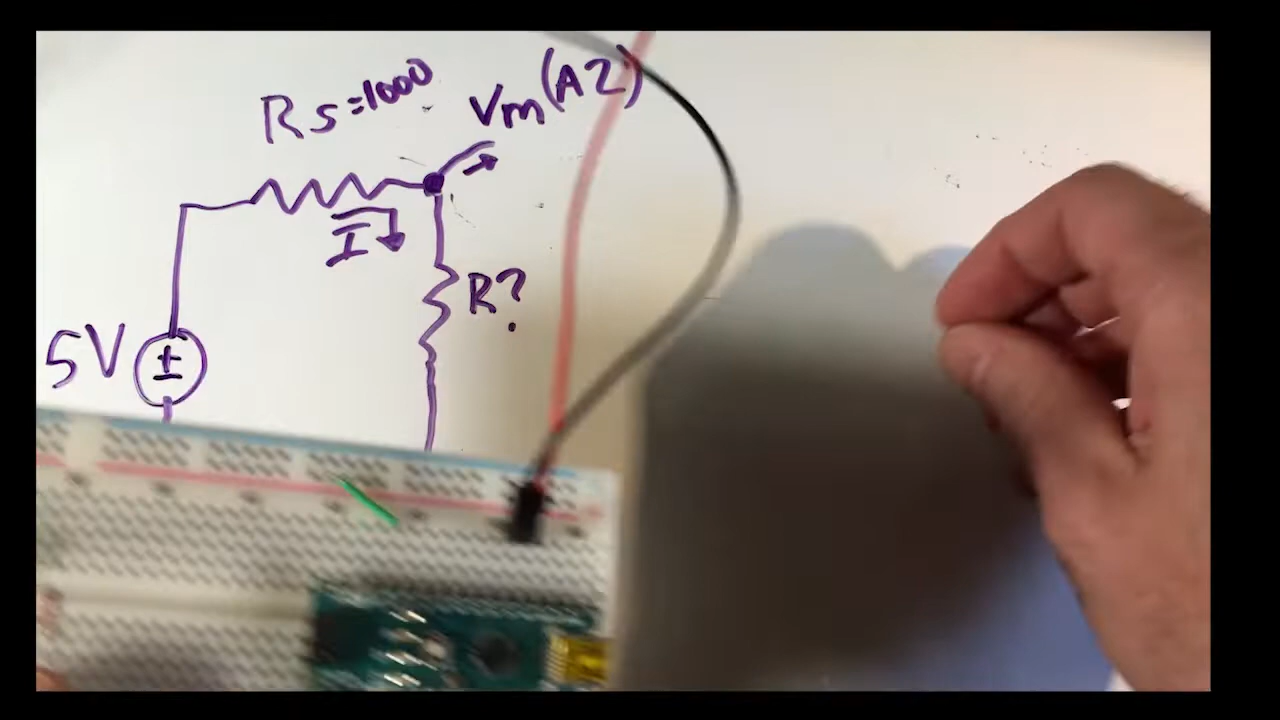 Rs=1000
Vm(A2)
I
R?
5V
±